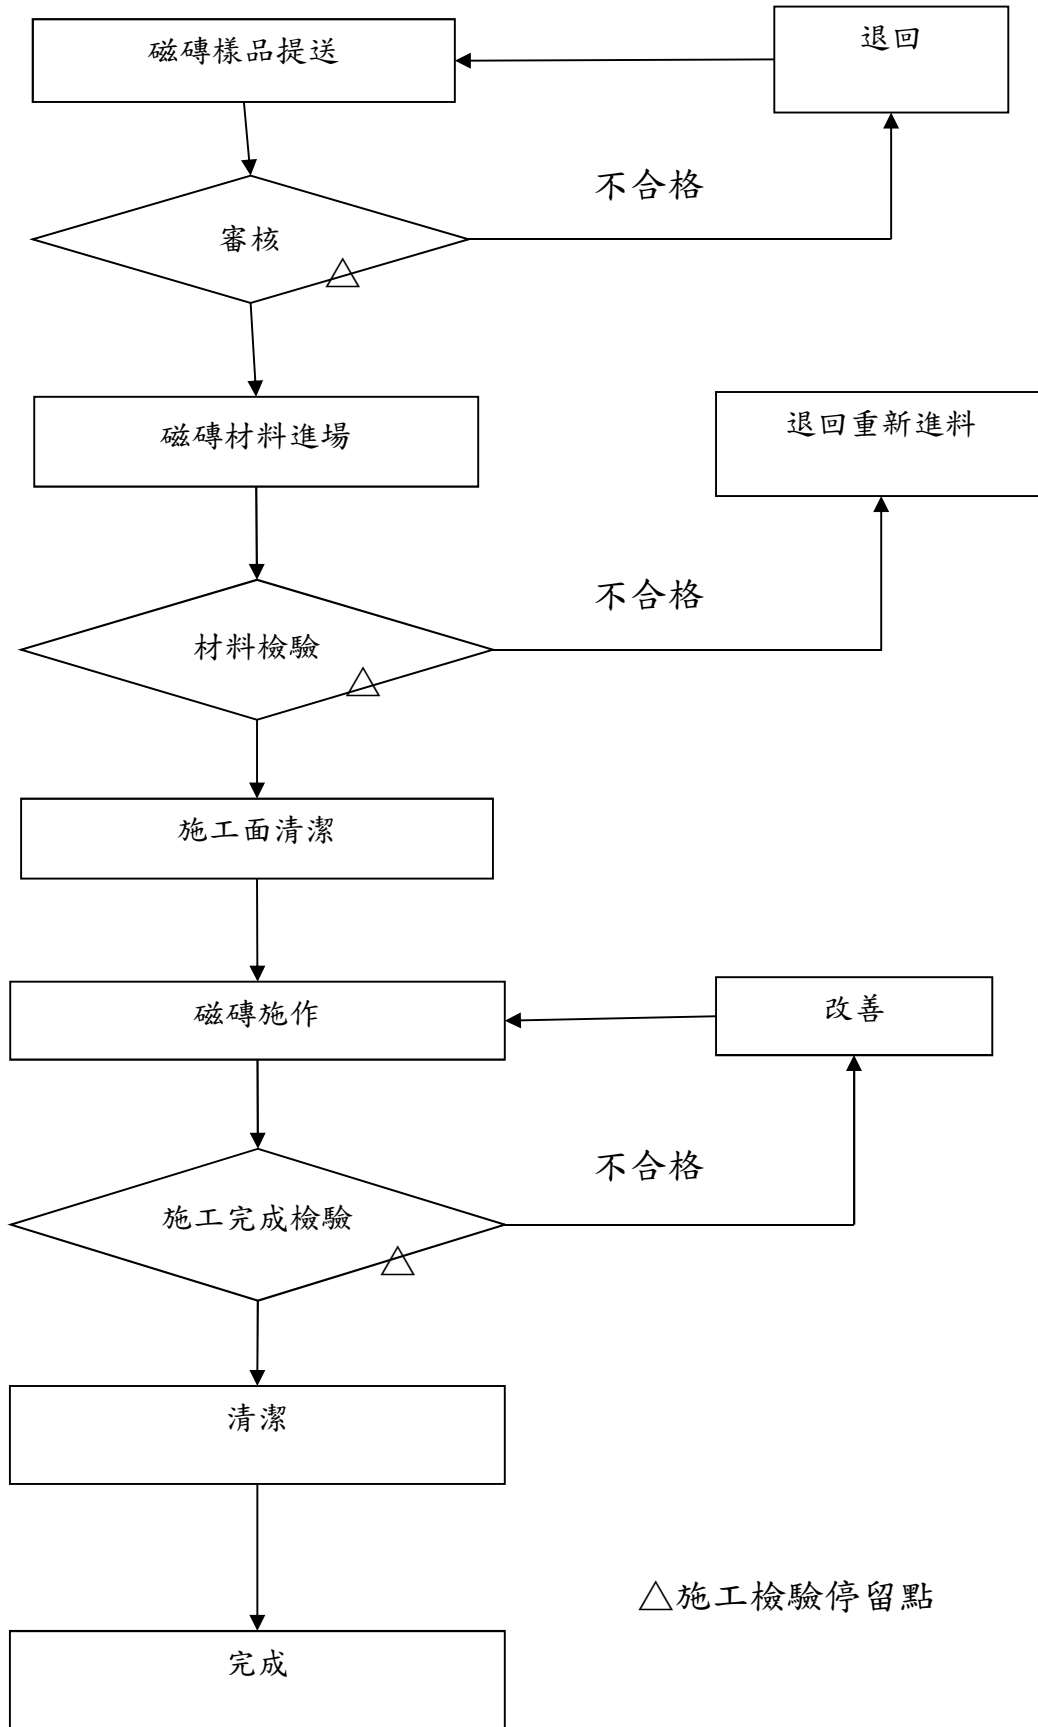 磁磚樣品提送
退回
不合格
審核
磁磚材料進場
退回重新進料
不合格
材料檢驗
施工面清潔
磁磚施作
改善
不合格
施工完成檢驗
清潔
△施工檢驗停留點
完成